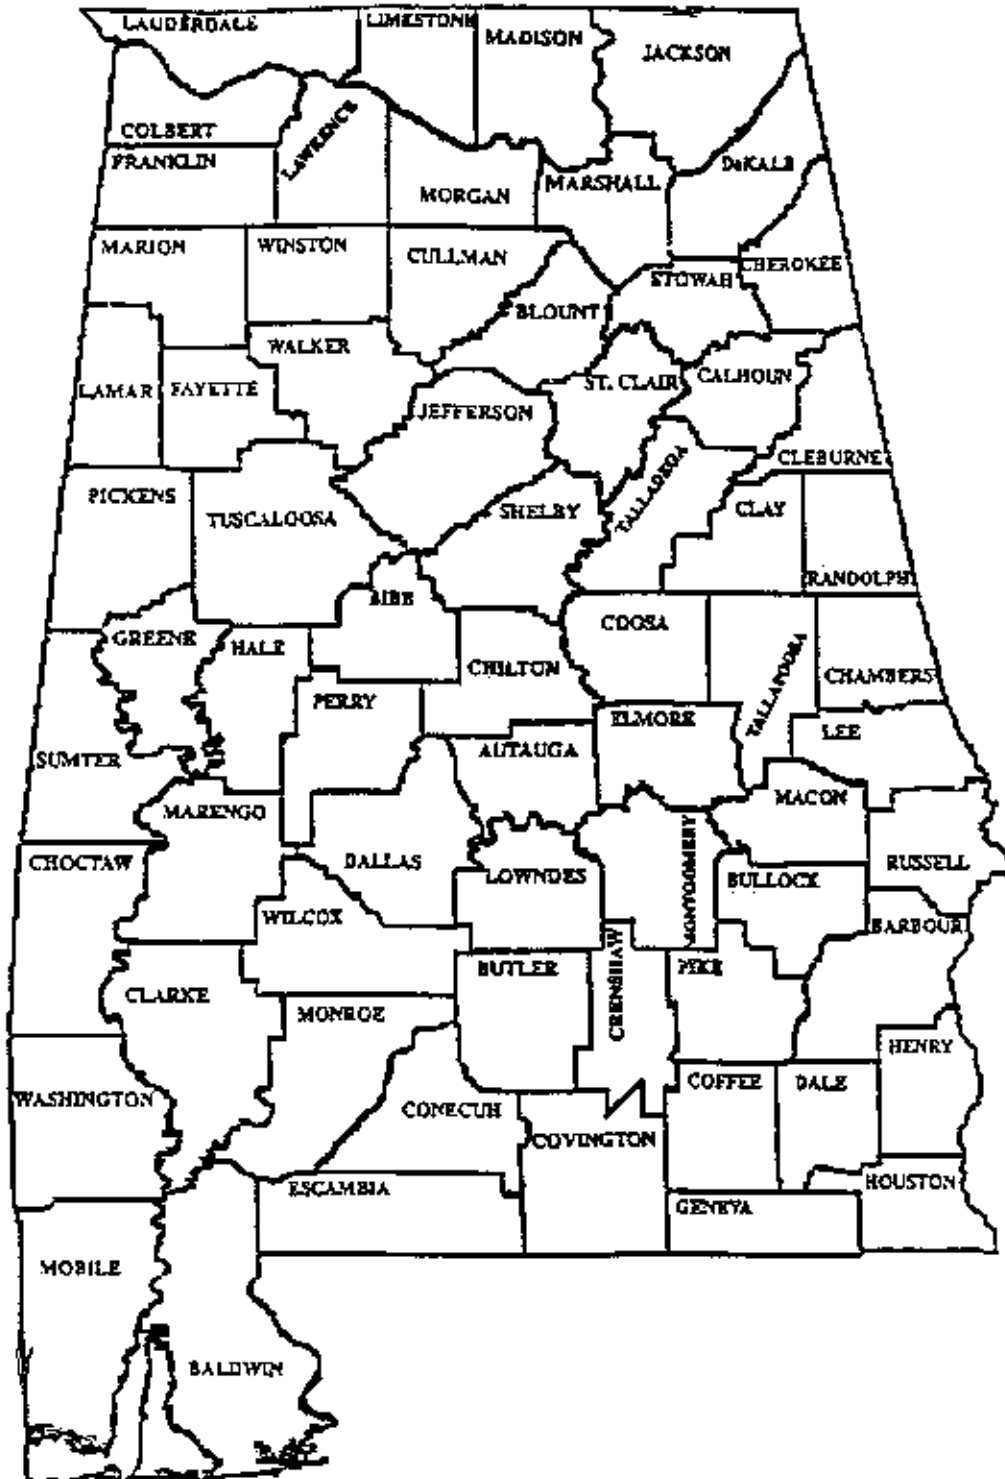 LAUDERDALE
LIMESTONE
MADISON
JACKSON
COLBERT
LAWRENCE
FRANKLIN
MORGAN
MARSHALL
DeKALB
MARION
WINSTON
CULLMAN
STOWAH
CHEROKEE
BLOUNT
WALKER
LAMAR
FAYETTE
JEFFERSON
ST. CLAIR
CALHOUN
CLEBURNE
PICKENS
TUSCALOOSA
SHELBY
TALLADEGA
CLAY
RANDOLPH
BIBB
GREENE
HALE
COOSA
CHILTON
TALLAPOOSA
CHAMBERS
PERRY
ELMORE
LEE
SUMTER
AUTAUGA
MARENGO
MACON
CHOCTAW
DALLAS
LOWNDES
MONTGOMERY
BULLOCK
RUSSELL
WILCOX
BARBOUR
CLARKE
BUTLER
CRENSHAW
PIKE
MONROE
HENRY
WASHINGTON
CONECUH
COVINGTON
COFFEE
DALE
ESCAMBIA
GENEVA
HOUSTON
MOBILE
BALDWIN